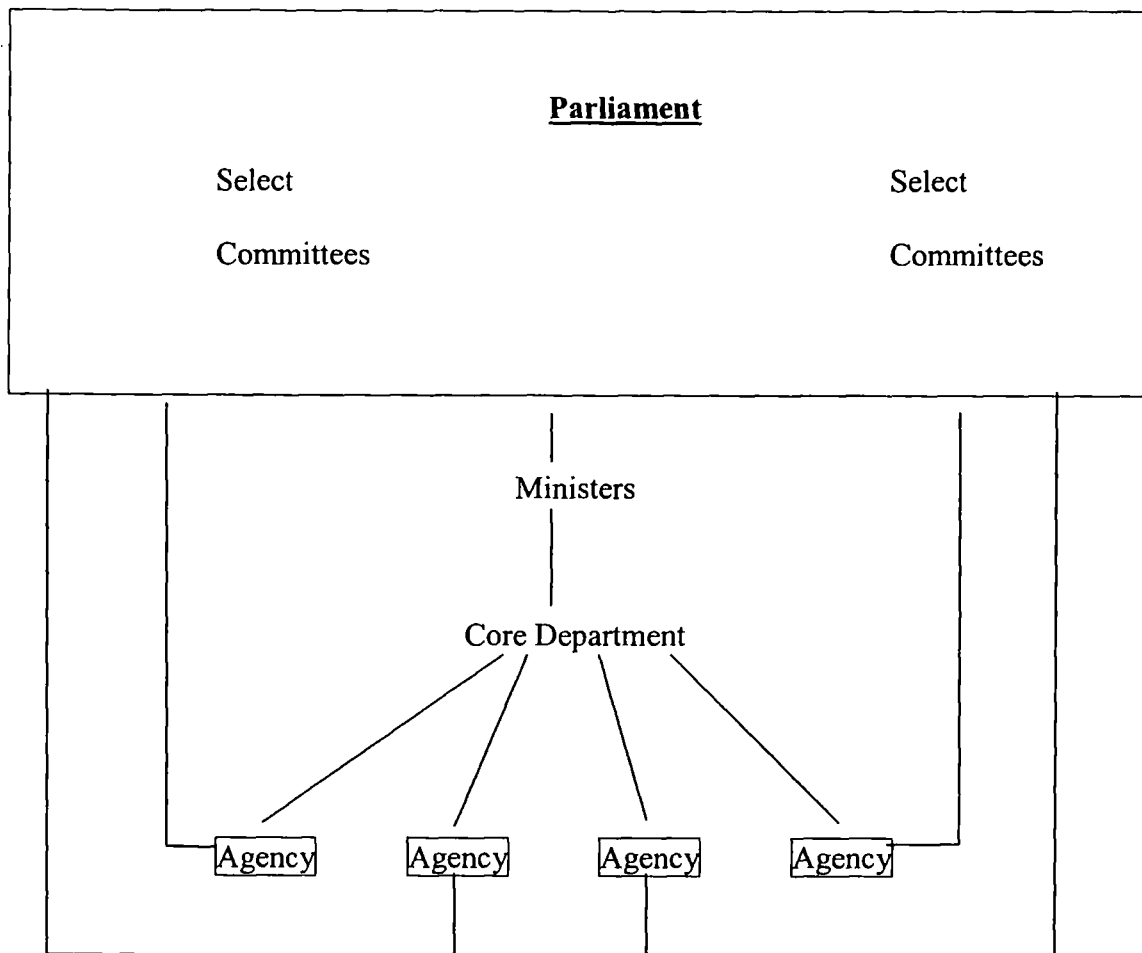 Parliament
Select Select
Committees Committees
Ministers
Core Department
Agency Agency Agency Agency